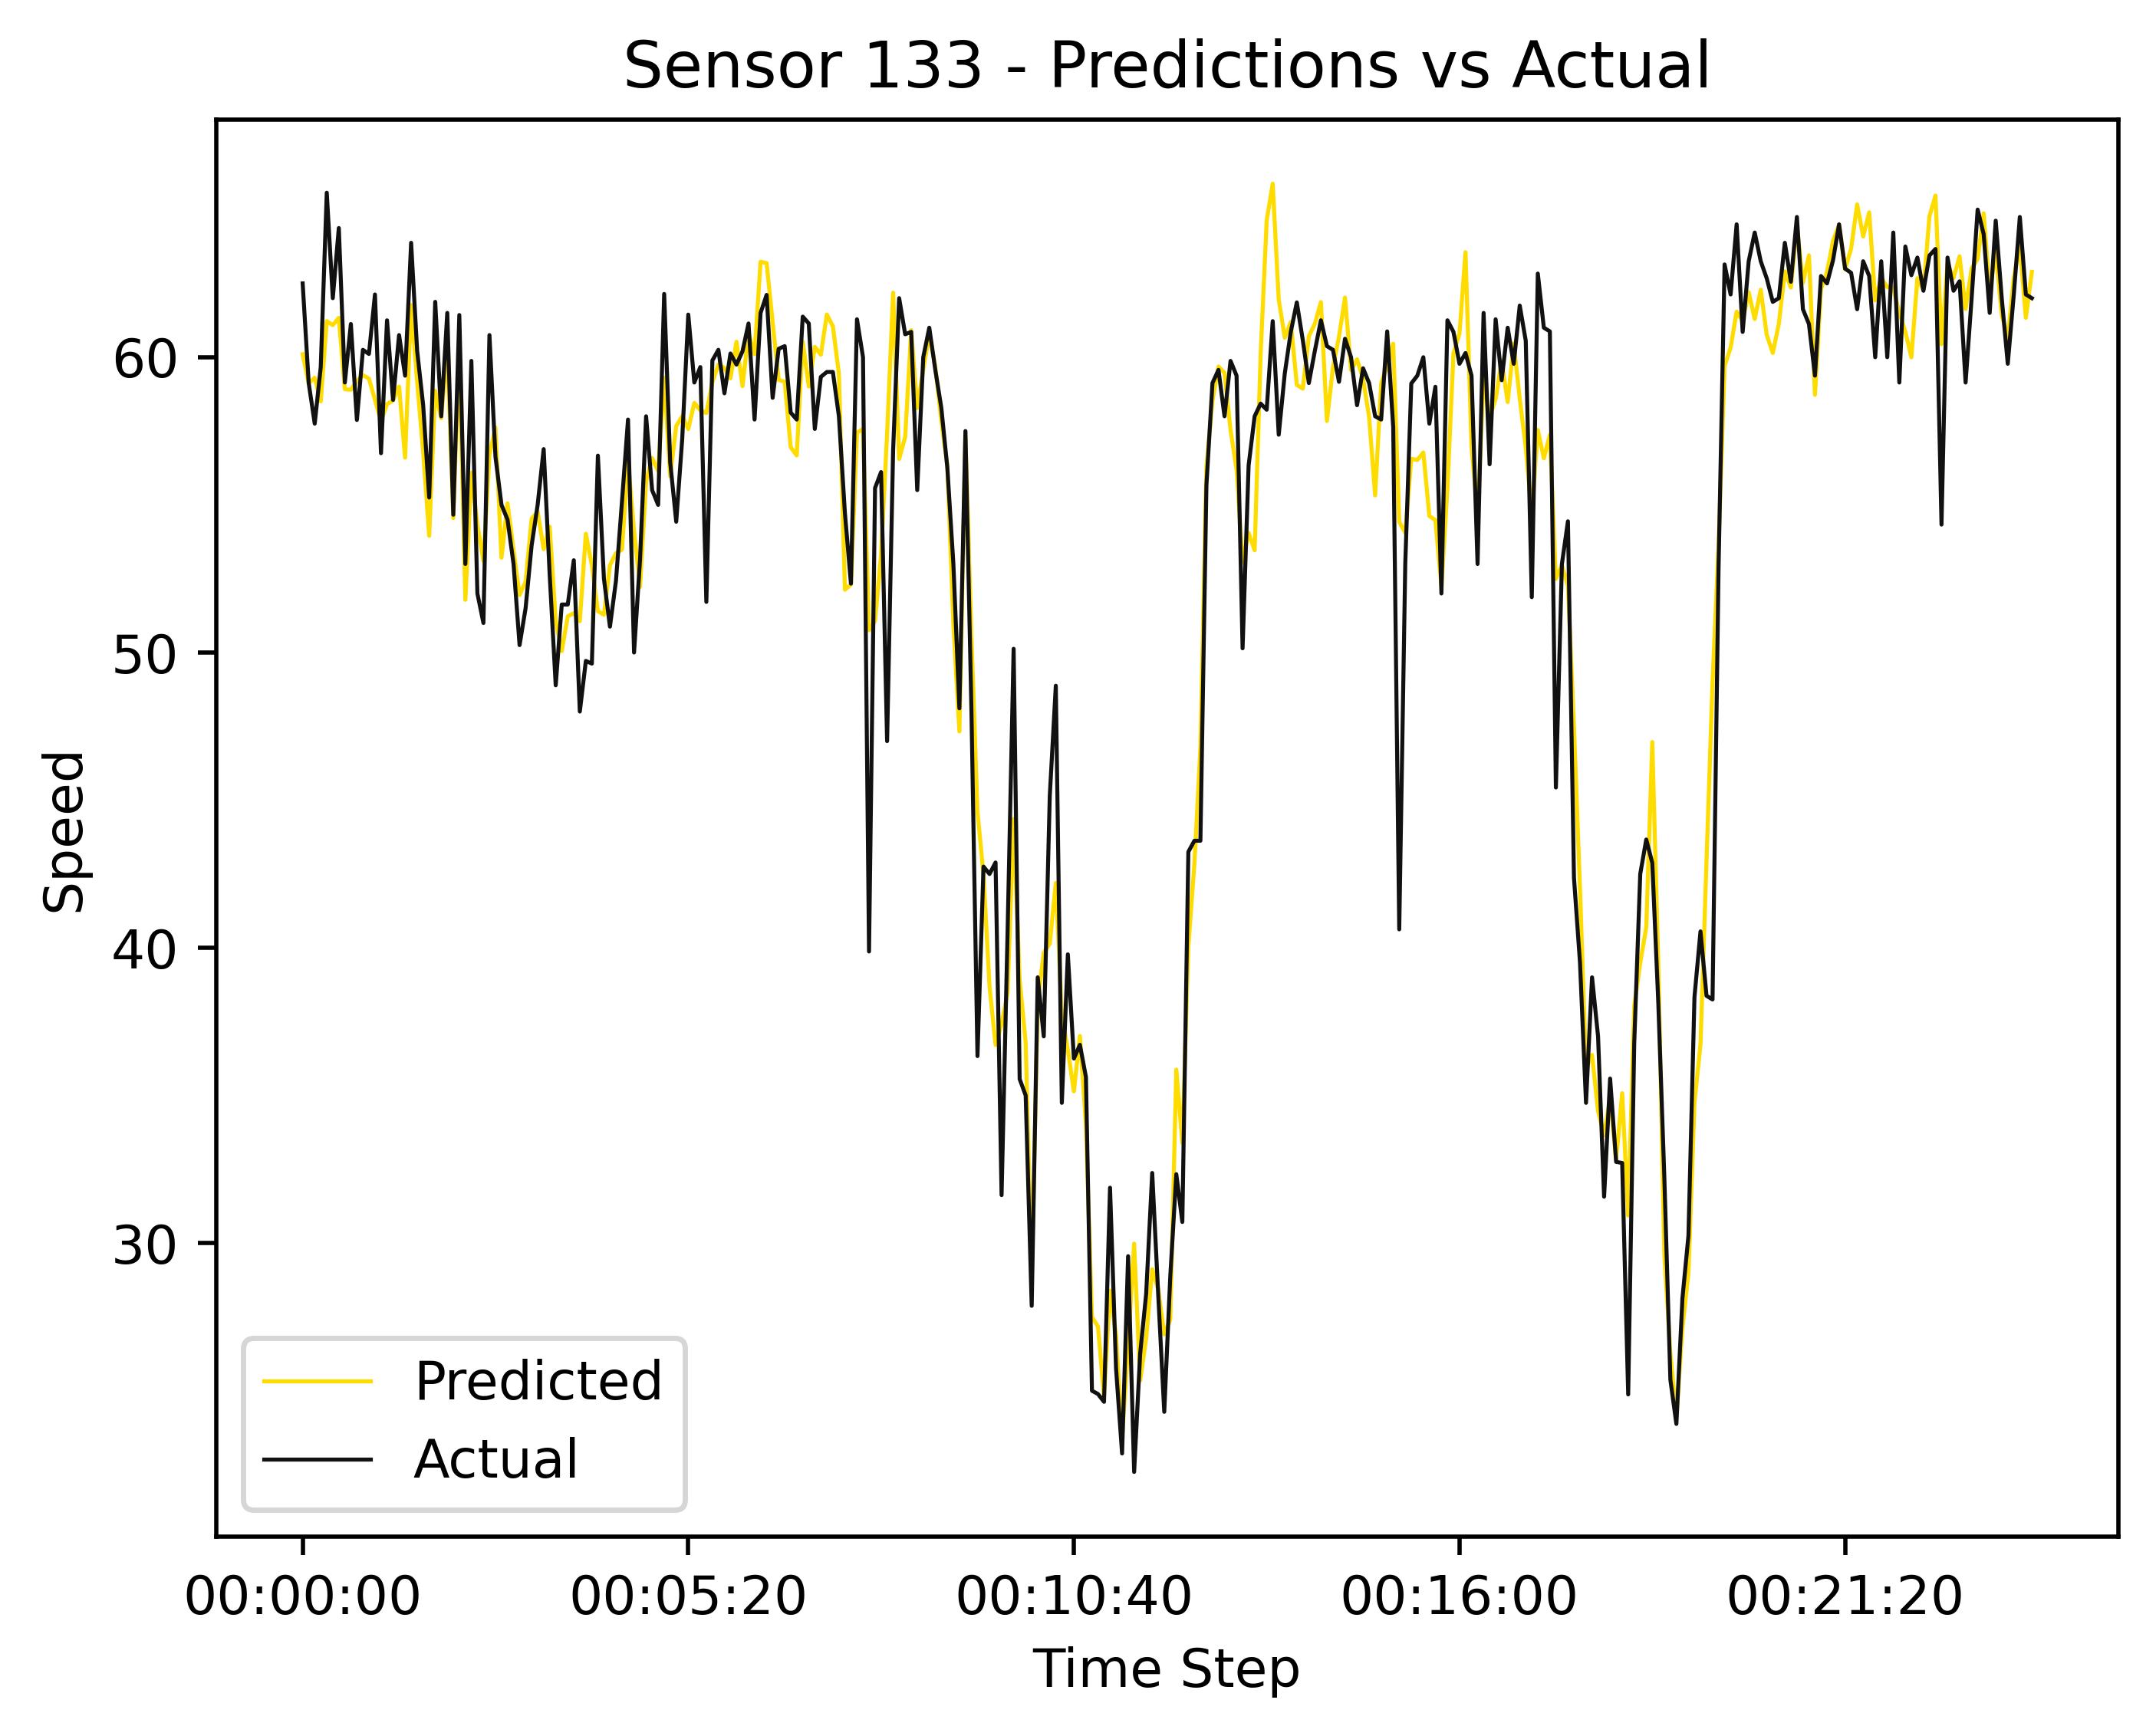 Sensor 133 - Predictions vs Actual
Speed
60
50
40
30
Predicted
Actual
00:00:00 00:05:20 00:10:40 00:16:00 00:21:20
Time Step